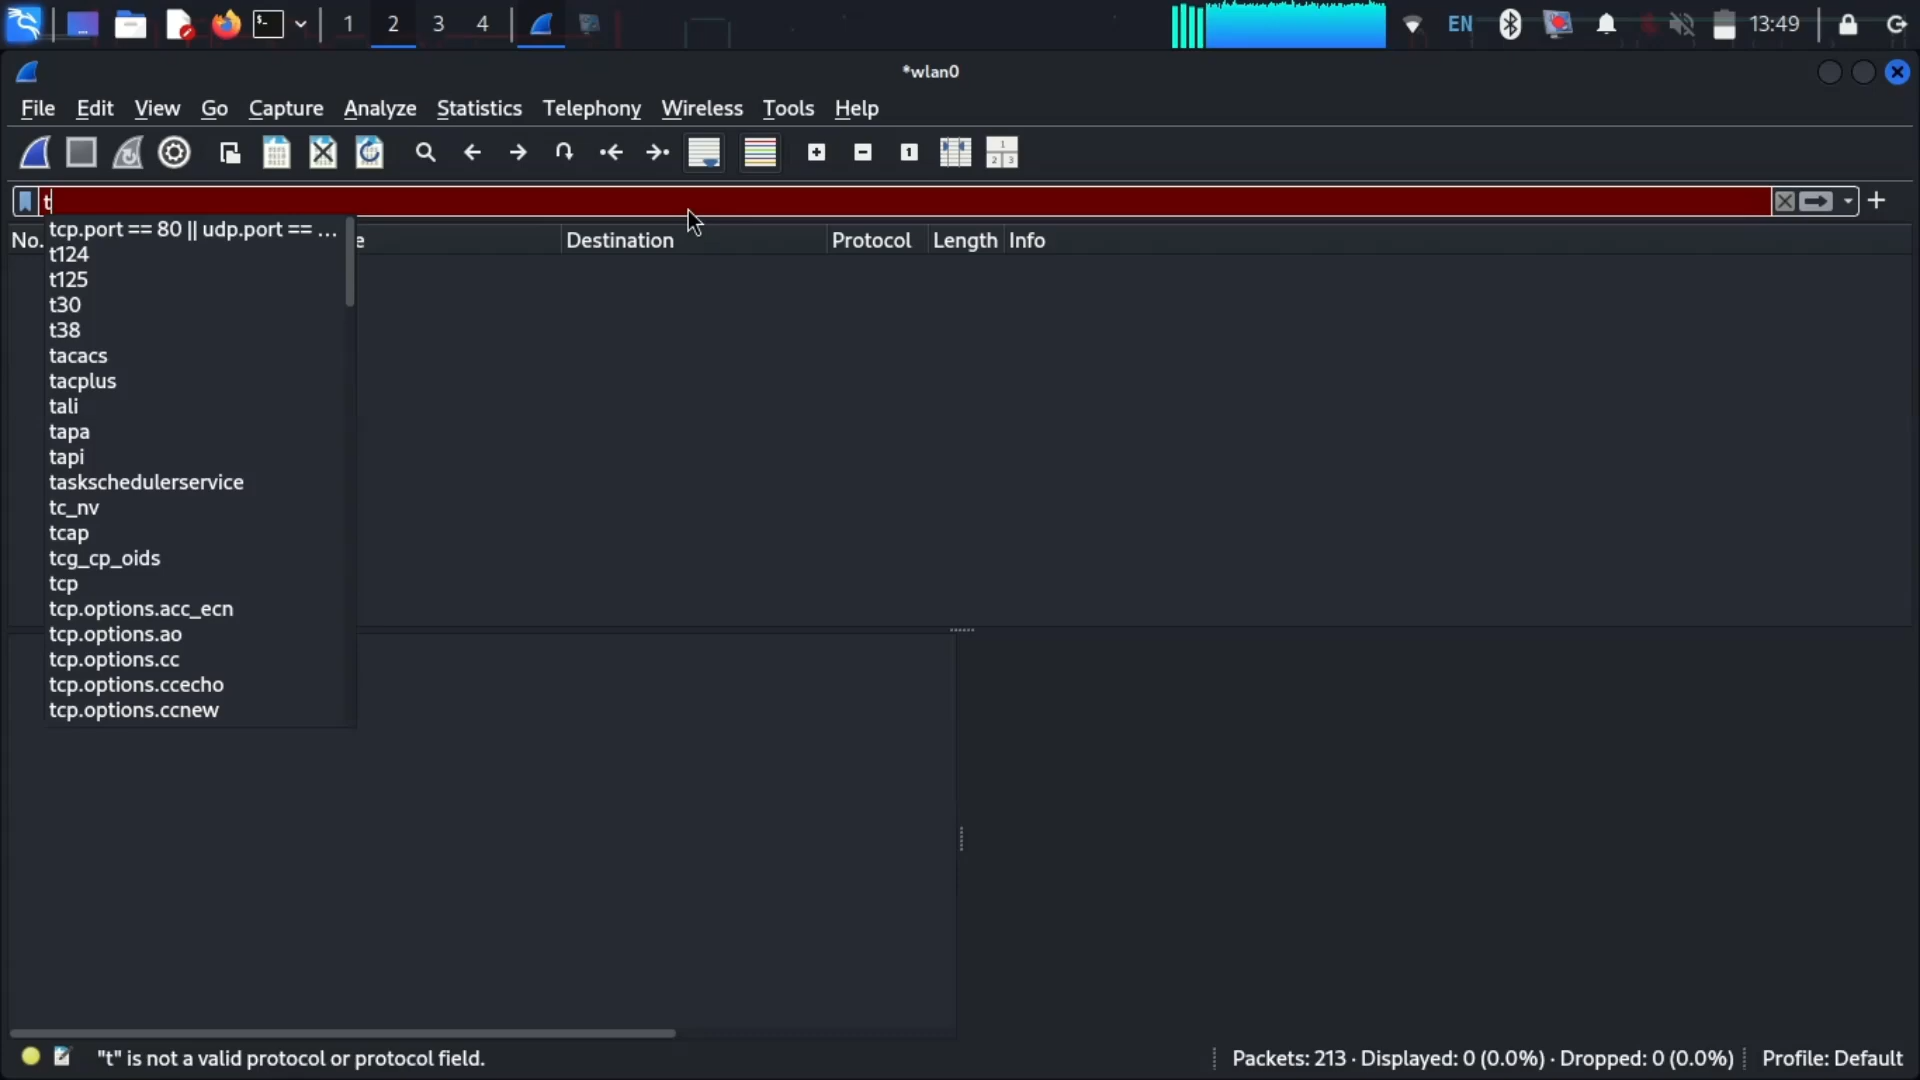 1 2 3 4 EN 13:49
*wlan0
File Edit View Go Capture Analyze Statistics Telephony Wireless Tools Help
t
No. e Destination Protocol Length Info
tcp.port == 80 || udp.port == ...
t124
t125
t30
t38
tacacs
tacplus
tali
tapa
tapi
taskschedulerservice
tc_nv
tcap
tcg_cp_oids
tcp
tcp.options.acc_ecn
tcp.options.ao
tcp.options.cc
tcp.options.ccecho
tcp.options.ccnew
"t" is not a valid protocol or protocol field. Packets: 213 · Displayed: 0 (0.0%) · Dropped: 0 (0.0%) Profile: Default